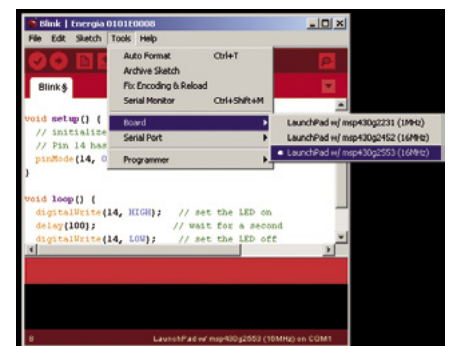 Blink | Energia 0101E0008
File Edit Sketch Tools Help
Auto Format Ctrl+T
Archive Sketch
Fix Encoding & Reload
Serial Monitor Ctrl+Shift+M
Board
Serial Port
Programmer
LaunchPad w/ msp430g2231 (1MHz)
LaunchPad w/ msp430g2452 (16MHz)
LaunchPad w/ msp430g2553 (16MHz)
Blink §
void setup() {
// initialize
// Pin 14 has
pinMode(14, O
}
void loop() {
digitalWrite(14, HIGH); // set the LED on
delay(100); // wait for a second
digitalWrite(14, LOW); // set the LED off
8 LaunchPad w/ msp430g2553 (16MHz) on COM1